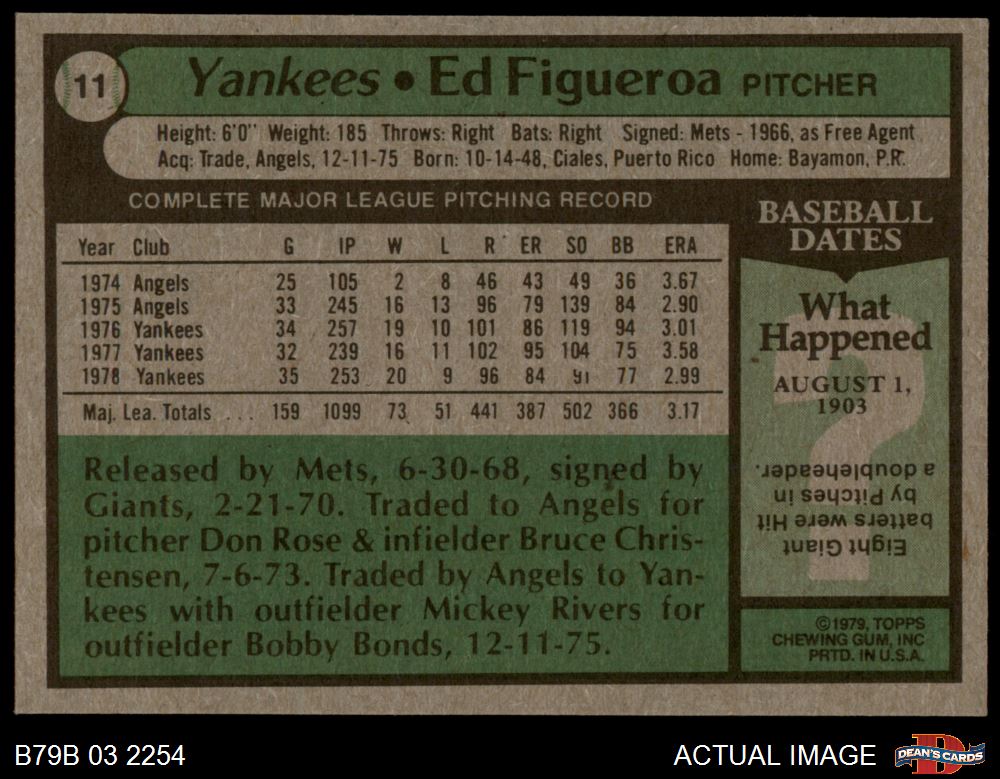 11 Yankees • Ed Figueroa PITCHER
Height: 6'0" Weight: 185 Throws: Right Bats: Right Signed: Mets - 1966, as Free Agent
Acq: Trade, Angels, 12-11-75 Born: 10-14-48, Ciales, Puerto Rico Home: Bayamon, P.R.
COMPLETE MAJOR LEAGUE PITCHING RECORD
Year Club G IP W L R ER SO BB ERA
1974 Angels 25 105 2 8 46 43 49 36 3.67
1975 Angels 33 245 16 13 96 79 139 84 2.90
1976 Yankees 34 257 19 10 101 86 119 94 3.01
1977 Yankees 32 239 16 11 102 95 104 75 3.58
1978 Yankees 35 253 20 9 96 84 91 77 2.99
Maj. Lea. Totals . . . 159 1099 73 51 441 387 502 366 3.17
Released by Mets, 6-30-68, signed by
Giants, 2-21-70. Traded to Angels for
pitcher Don Rose & infielder Bruce Chris-
tensen, 7-6-73. Traded by Angels to Yan-
kees with outfielder Mickey Rivers for
outfielder Bobby Bonds, 12-11-75.
BASEBALL
DATES
What
Happened
AUGUST 1,
1903
?
Eight Giant
batters were Hit
by Pitches in
a doubleheader.
©1979, TOPPS
CHEWING GUM, INC
PRTD. IN U.S.A.
B79B 03 2254
ACTUAL IMAGE
DEAN'S CARDS